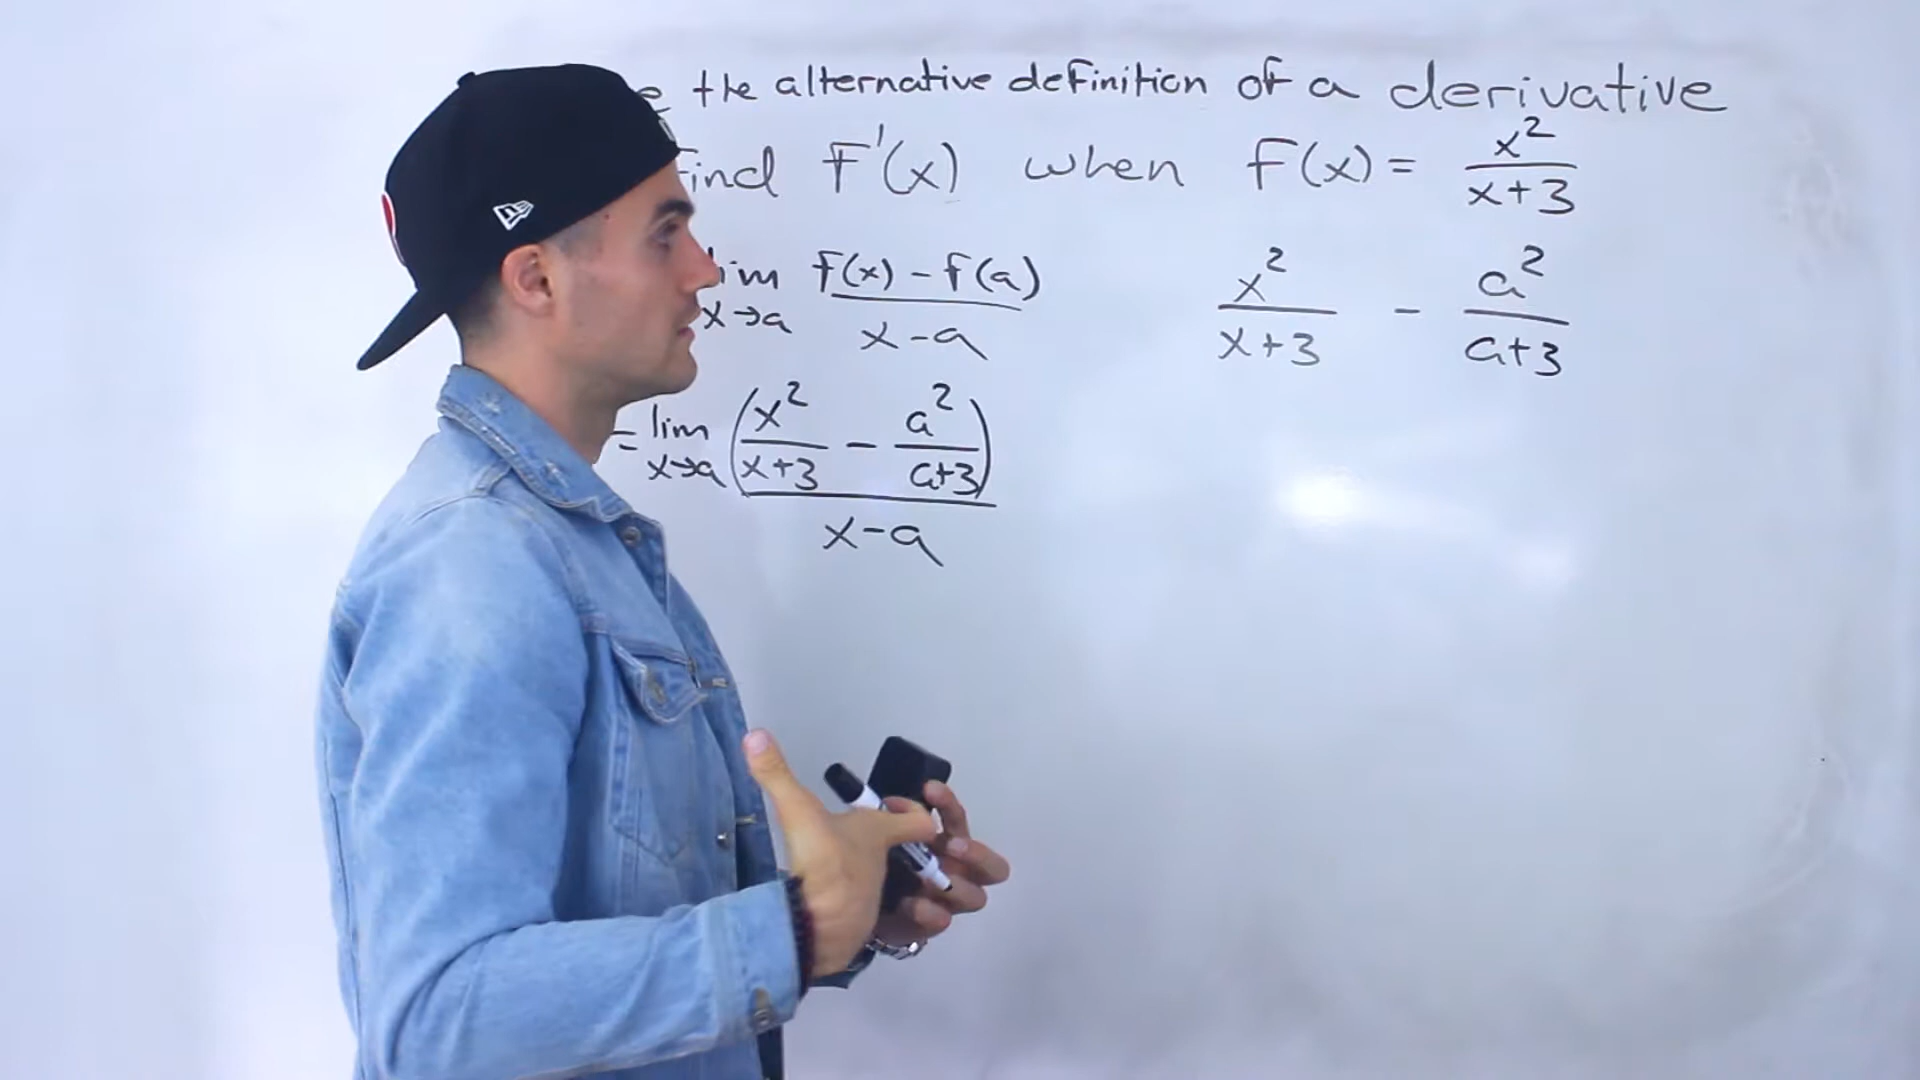 the alternative definition of a derivative
find F'(x) when F(x) = x²/(x+3)
lim x→a (f(x) - f(a))/(x-a)
x²/(x+3) - a²/(a+3)
= lim x→a (x²/(x+3) - a²/(a+3))/(x-a)